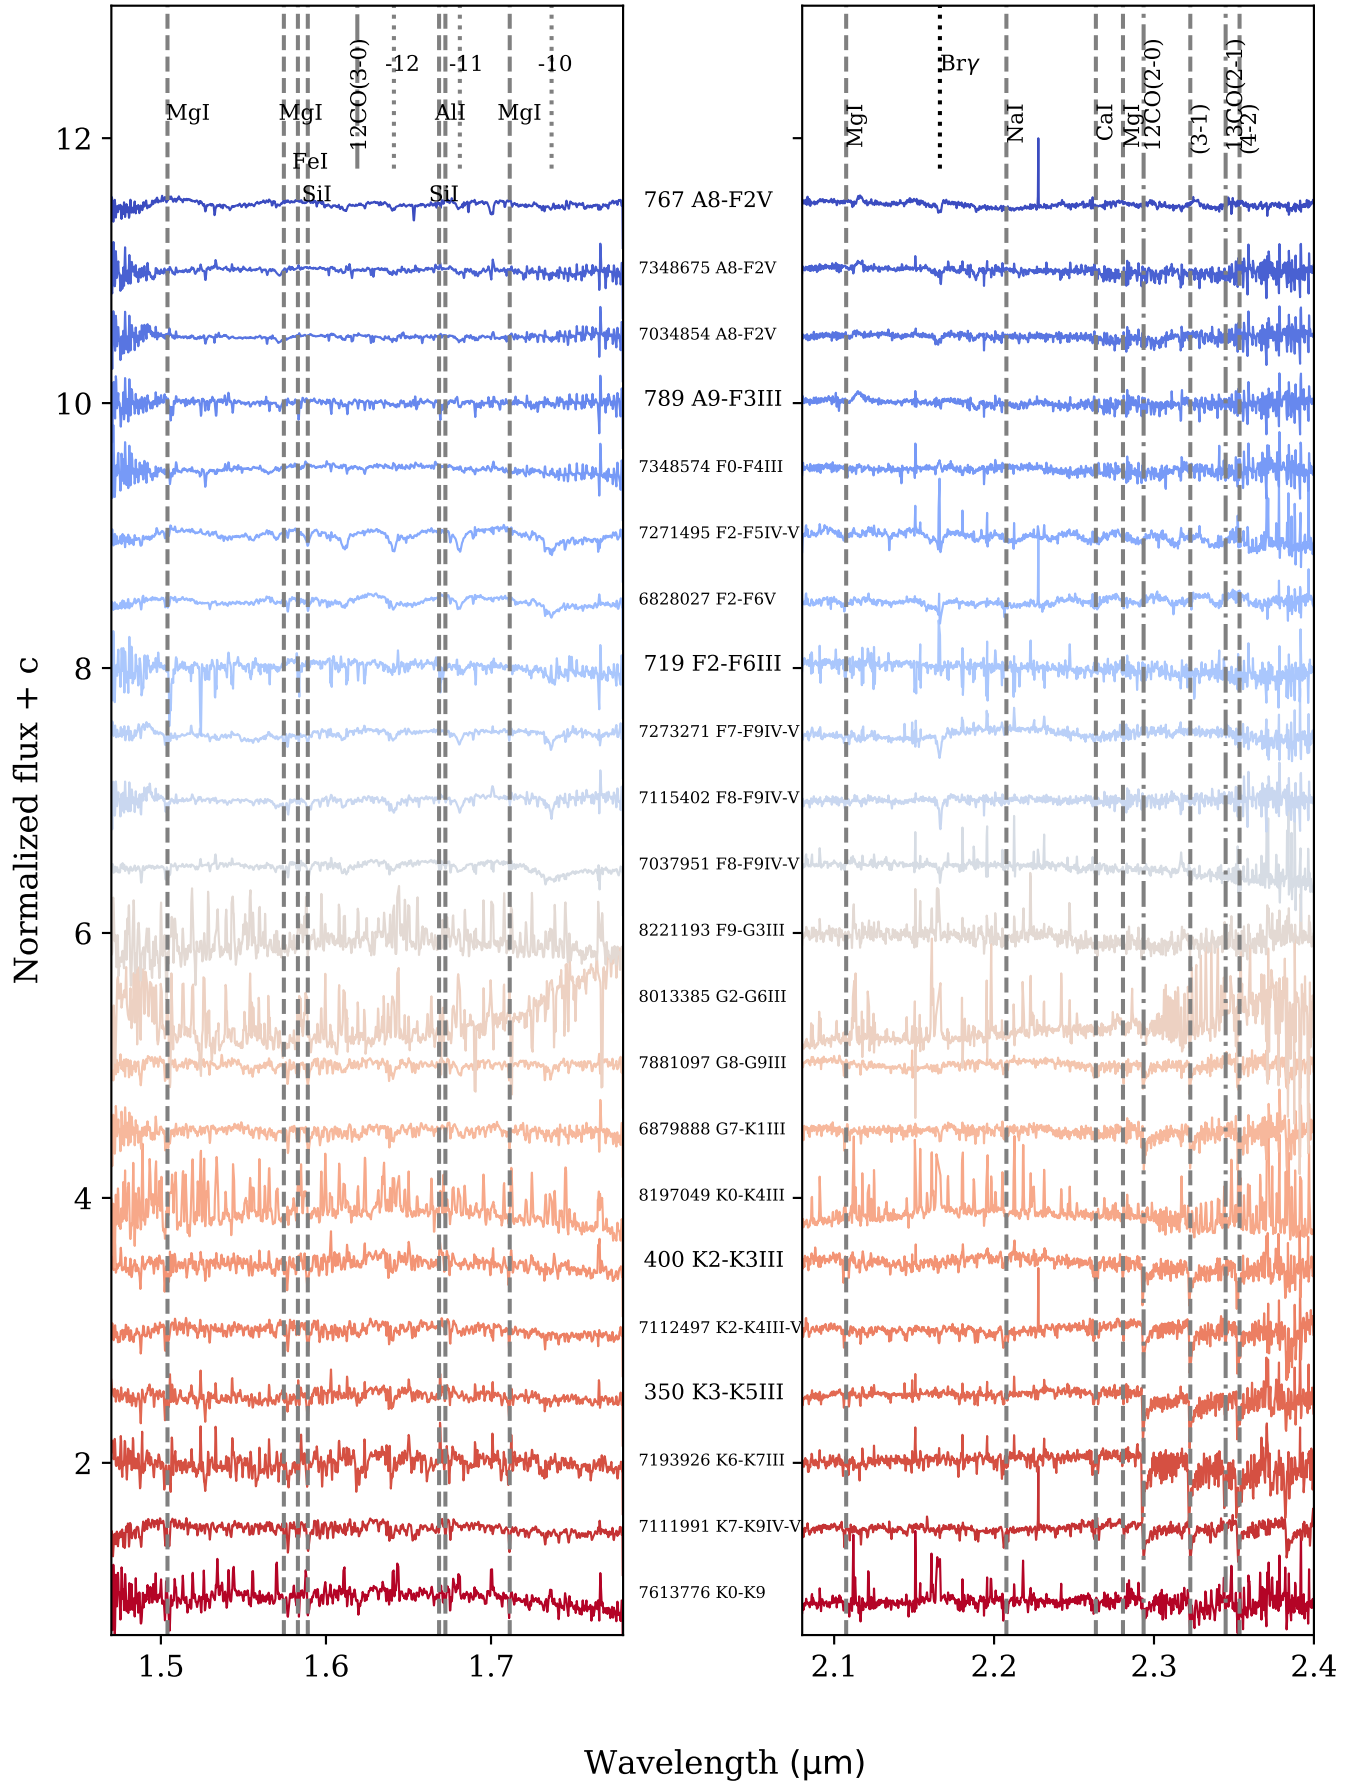 12CO(3-0)
-12
-11
-10
MgI
MgI
AlI
MgI
FeI
SiI
SiI
Brγ
MgI
NaI
CaI
MgI
12CO(2-0)
(3-1)
13CO(2-1)
(4-2)
767 A8-F2V
7348675 A8-F2V
7034854 A8-F2V
789 A9-F3III
7348574 F0-F4III
7271495 F2-F5IV-V
6828027 F2-F6V
719 F2-F6III
7273271 F7-F9IV-V
7115402 F8-F9IV-V
7037951 F8-F9IV-V
8221193 F9-G3III
8013385 G2-G6III
7881097 G8-G9III
6879888 G7-K1III
8197049 K0-K4III
400 K2-K3III
7112497 K2-K4III-V
350 K3-K5III
7193926 K6-K7III
7111991 K7-K9IV-V
7613776 K0-K9
12
10
8
6
4
2
Normalized flux + c
1.5
1.6
1.7
2.1
2.2
2.3
2.4
Wavelength (μm)